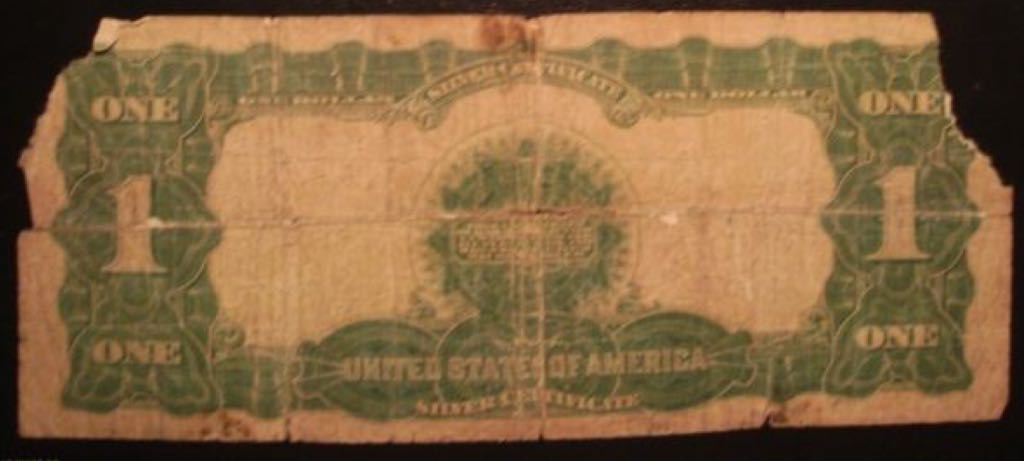 SILVER CERTIFICATE
ONE DOLLAR ONE DOLLAR
ONE ONE
1 1
ONE ONE
UNITED STATES OF AMERICA
SILVER CERTIFICATE